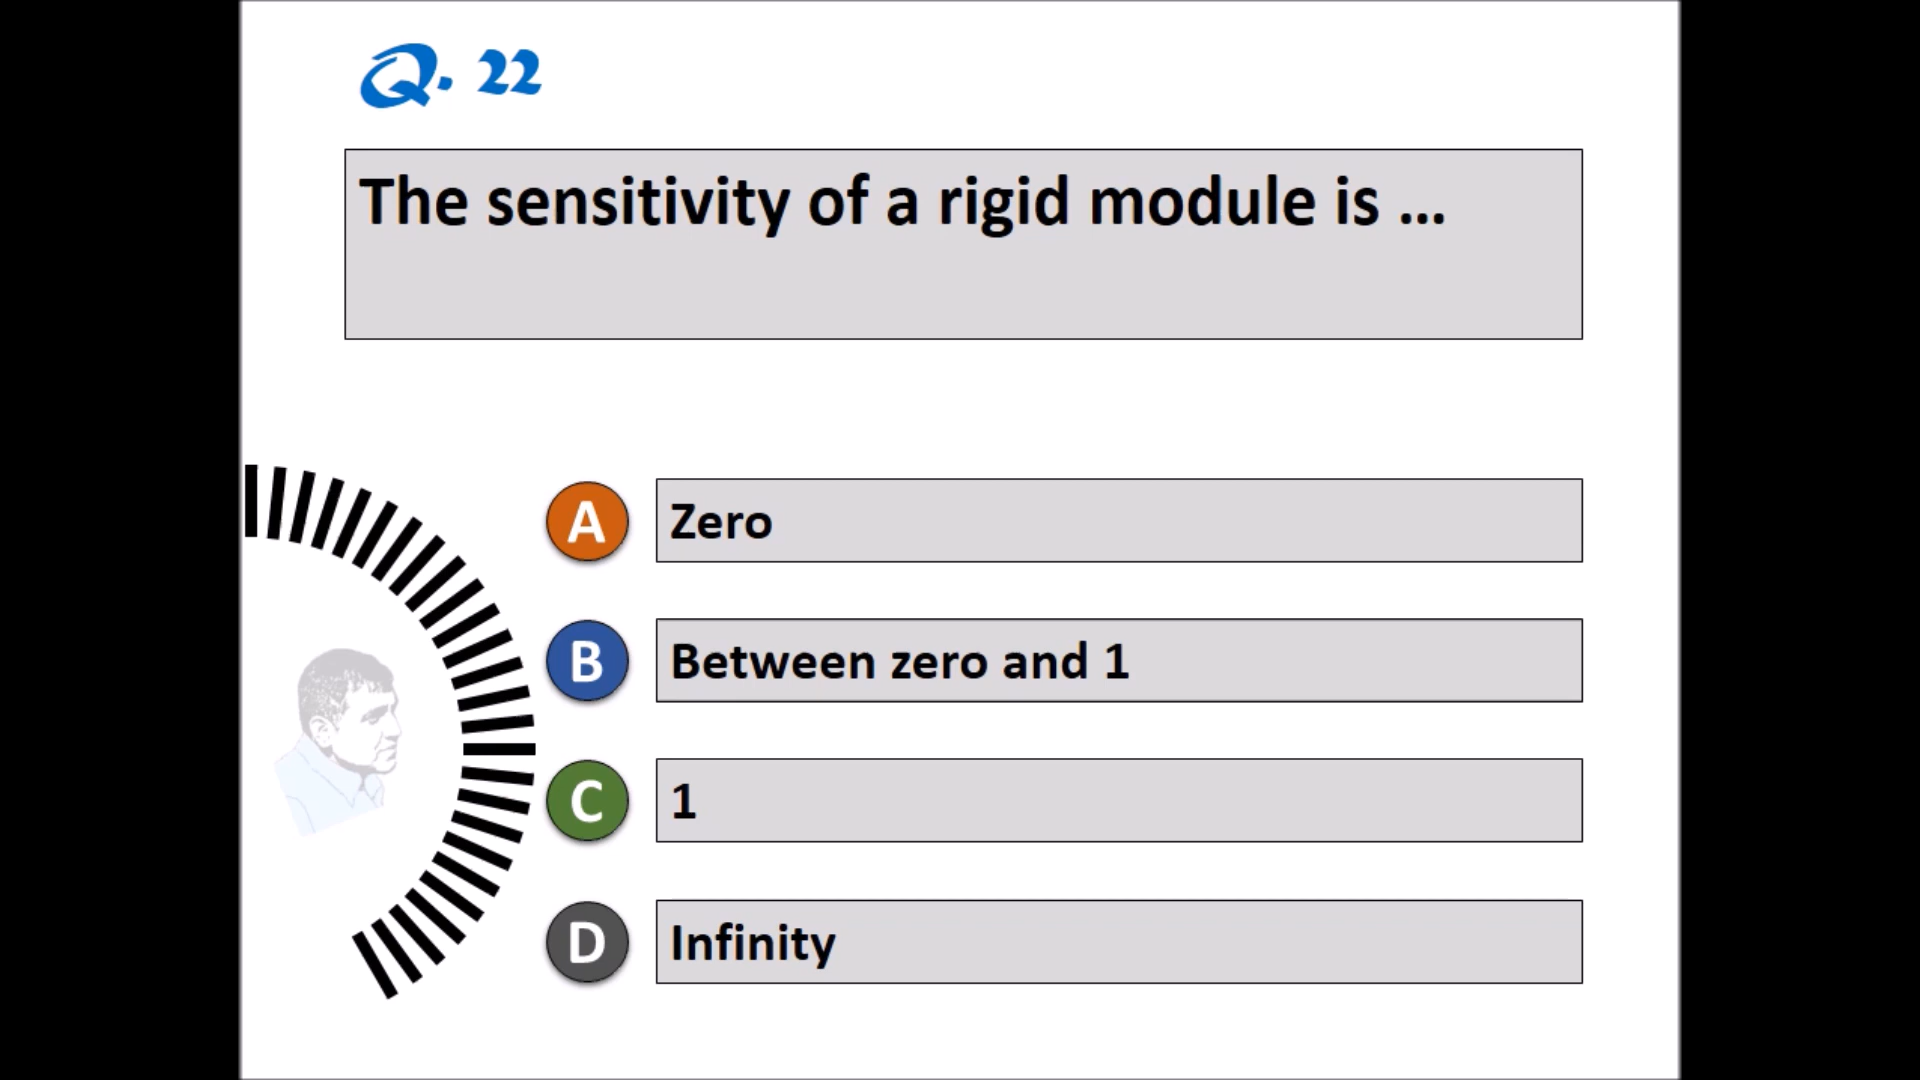 Q. 22
The sensitivity of a rigid module is ...
A Zero
B Between zero and 1
C 1
D Infinity